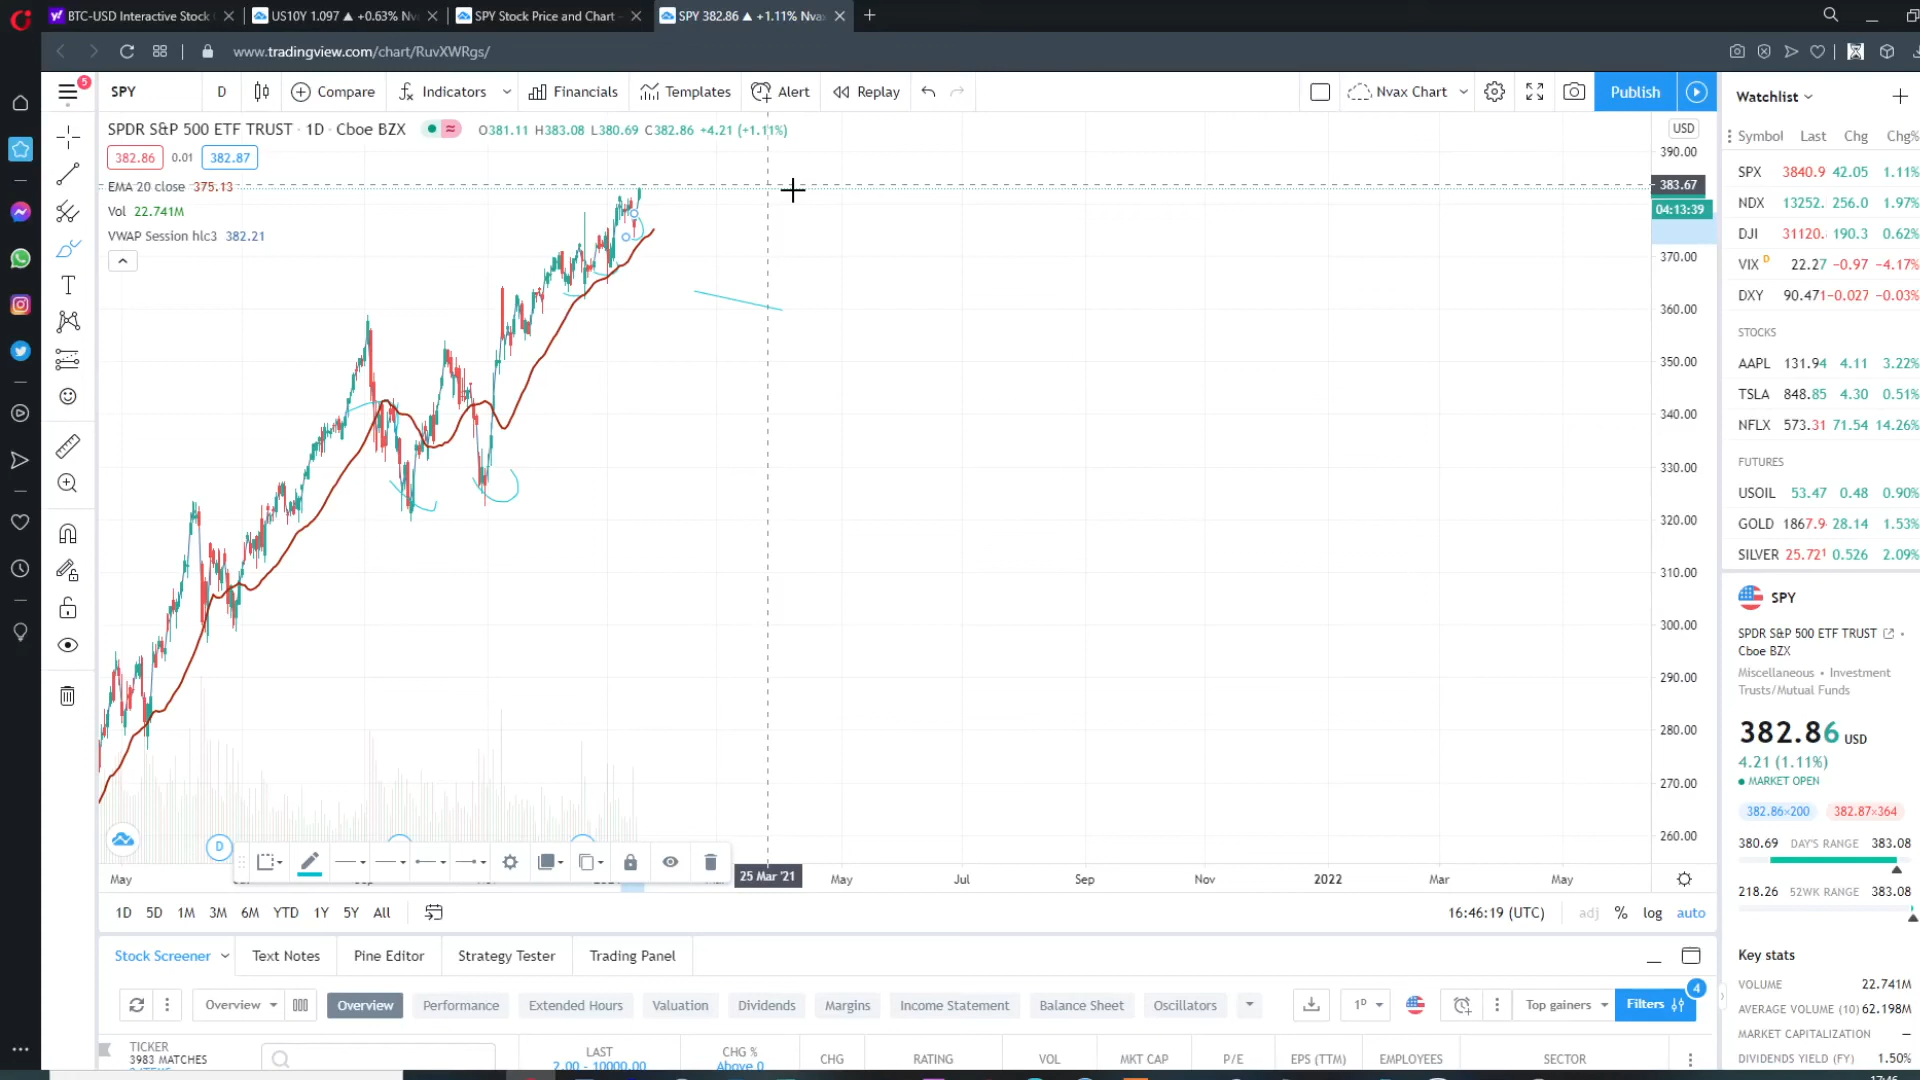 BTC-USD Interactive Stock
US10Y 1.097 ▲ +0.63% Nv
SPY Stock Price and Chart
SPY 382.86 ▲ +1.11% Nvax
www.tradingview.com/chart/RuvXWRgs/
5
SPY D Compare Indicators Financials Templates Alert Replay Nvax Chart Publish
SPDR S&P 500 ETF TRUST · 1D · Cboe BZX O381.11 H383.08 L380.69 C382.86 +4.21 (+1.11%)
382.86 0.01 382.87
EMA 20 close 375.13
Vol 22.741M
VWAP Session hlc3 382.21
USD
390.00
383.67
04:13:39
370.00
360.00
350.00
340.00
330.00
320.00
310.00
300.00
290.00
280.00
270.00
260.00
D
May 25 Mar '21 May Jul Sep Nov 2022 Mar May
1D 5D 1M 3M 6M YTD 1Y 5Y All 16:46:19 (UTC) adj % log auto
Stock Screener Text Notes Pine Editor Strategy Tester Trading Panel
Overview Overview Performance Extended Hours Valuation Dividends Margins Income Statement Balance Sheet Oscillators 1D Top gainers Filters 4
TICKER LAST CHG % CHG RATING VOL MKT CAP P/E EPS (TTM) EMPLOYEES SECTOR
3983 MATCHES 2.00 - 10000.00 Above 0
Watchlist
Symbol Last Chg Chg%
SPX 3840.9 42.05 1.11%
NDX 13252. 256.0 1.97%
DJI 31120. 190.3 0.62%
VIX D 22.27 −0.97 −4.17%
DXY 90.471 −0.027 −0.03%
STOCKS
AAPL 131.94 4.11 3.22%
TSLA 848.85 4.30 0.51%
NFLX 573.31 71.54 14.26%
FUTURES
USOIL 53.47 0.48 0.90%
GOLD 1867.9 28.14 1.53%
SILVER 25.721 0.526 2.09%
SPY
SPDR S&P 500 ETF TRUST •
Cboe BZX
Miscellaneous • Investment
Trusts/Mutual Funds
382.86 USD
4.21 (1.11%)
● MARKET OPEN
382.86×200 382.87×364
380.69 DAY'S RANGE 383.08
218.26 52WK RANGE 383.08
Key stats
VOLUME 22.741M
AVERAGE VOLUME (10) 62.198M
MARKET CAPITALIZATION —
DIVIDENDS YIELD (FY) 1.50%